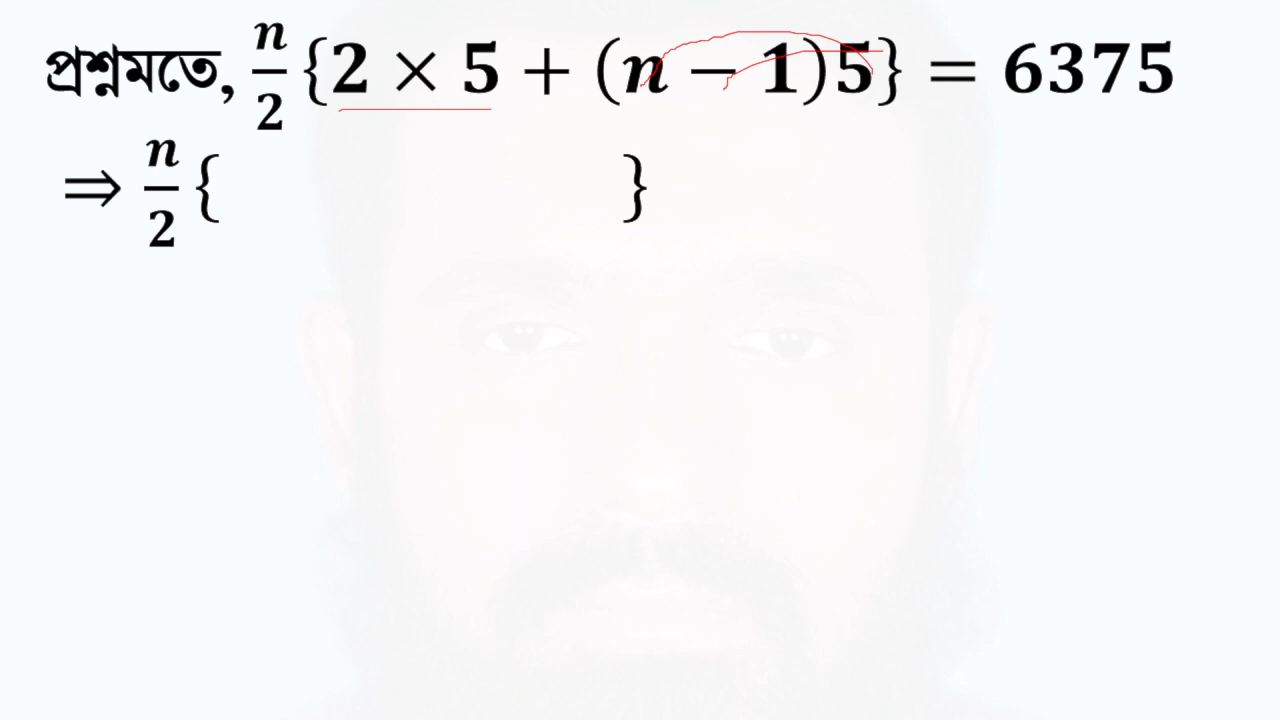 প্রশ্নমতে, n/2 {2 × 5 + (n − 1)5} = 6375
⇒ n/2 { }